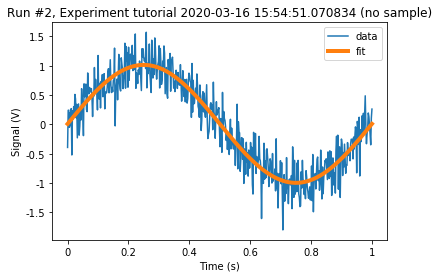 Run #2, Experiment tutorial 2020-03-16 15:54:51.070834 (no sample)
data
fit
Signal (V)
1.5
1
0.5
0
-0.5
-1
-1.5
0
0.2
0.4
0.6
0.8
1
Time (s)